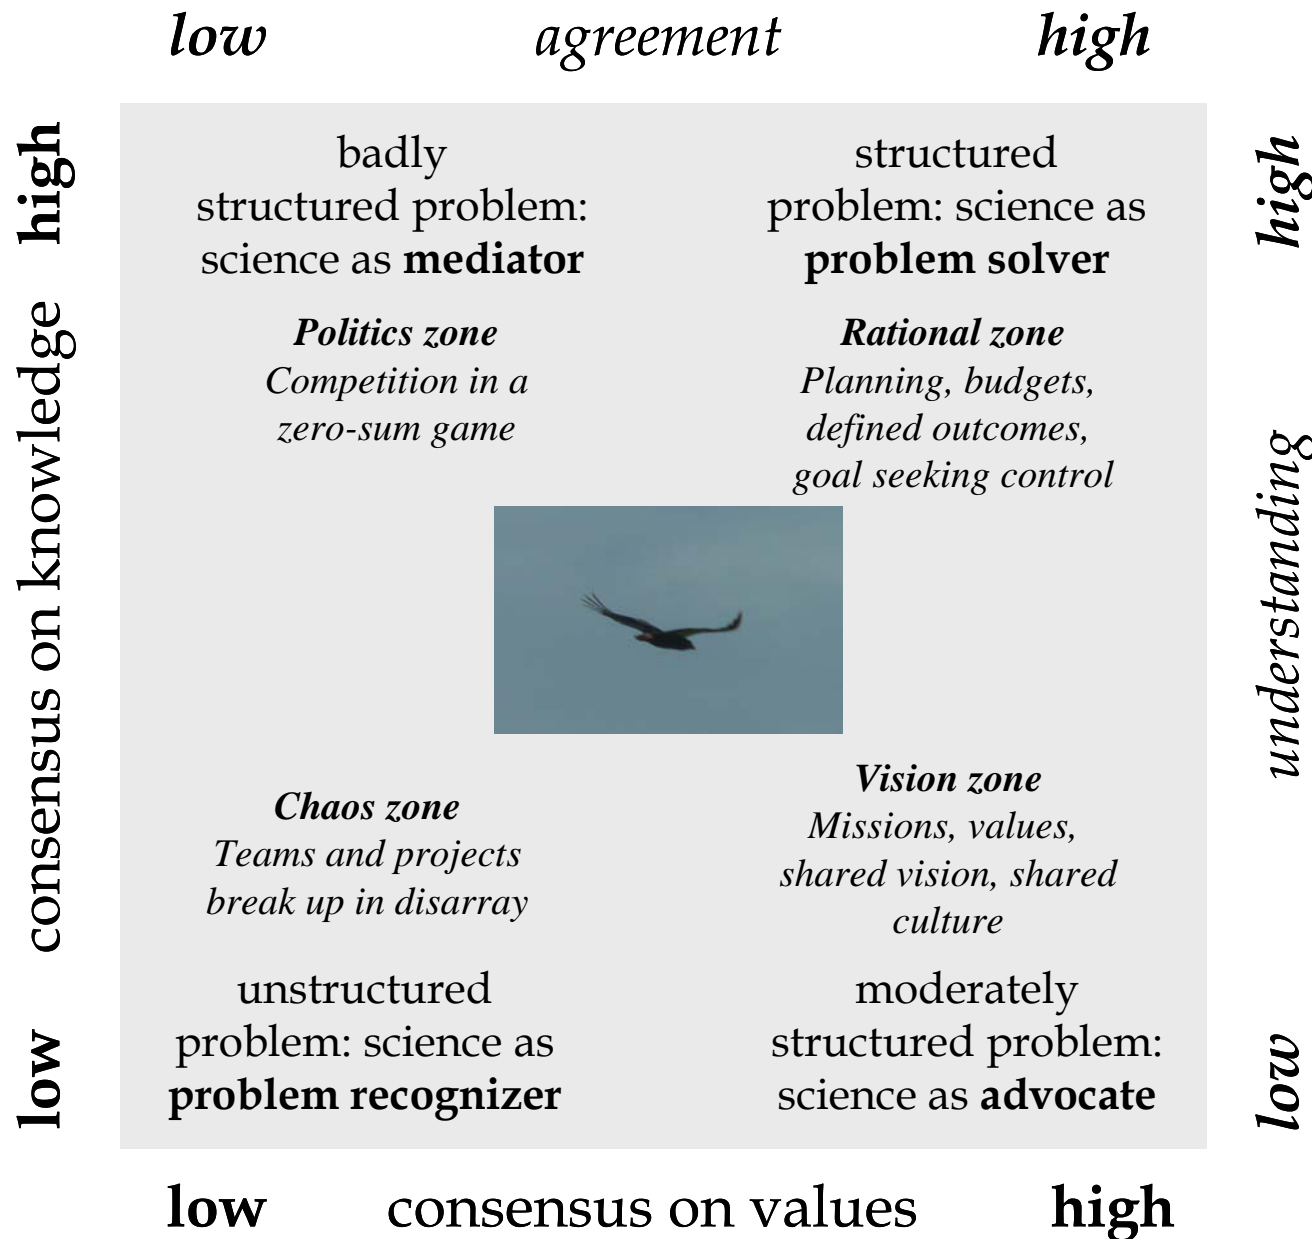 low agreement high
high
consensus on knowledge
low
badly
structured problem:
science as mediator
Politics zone
Competition in a
zero-sum game
structured
problem: science as
problem solver
Rational zone
Planning, budgets,
defined outcomes,
goal seeking control
high
understanding
low
Chaos zone
Teams and projects
break up in disarray
unstructured
problem: science as
problem recognizer
Vision zone
Missions, values,
shared vision, shared
culture
moderately
structured problem:
science as advocate
low consensus on values high